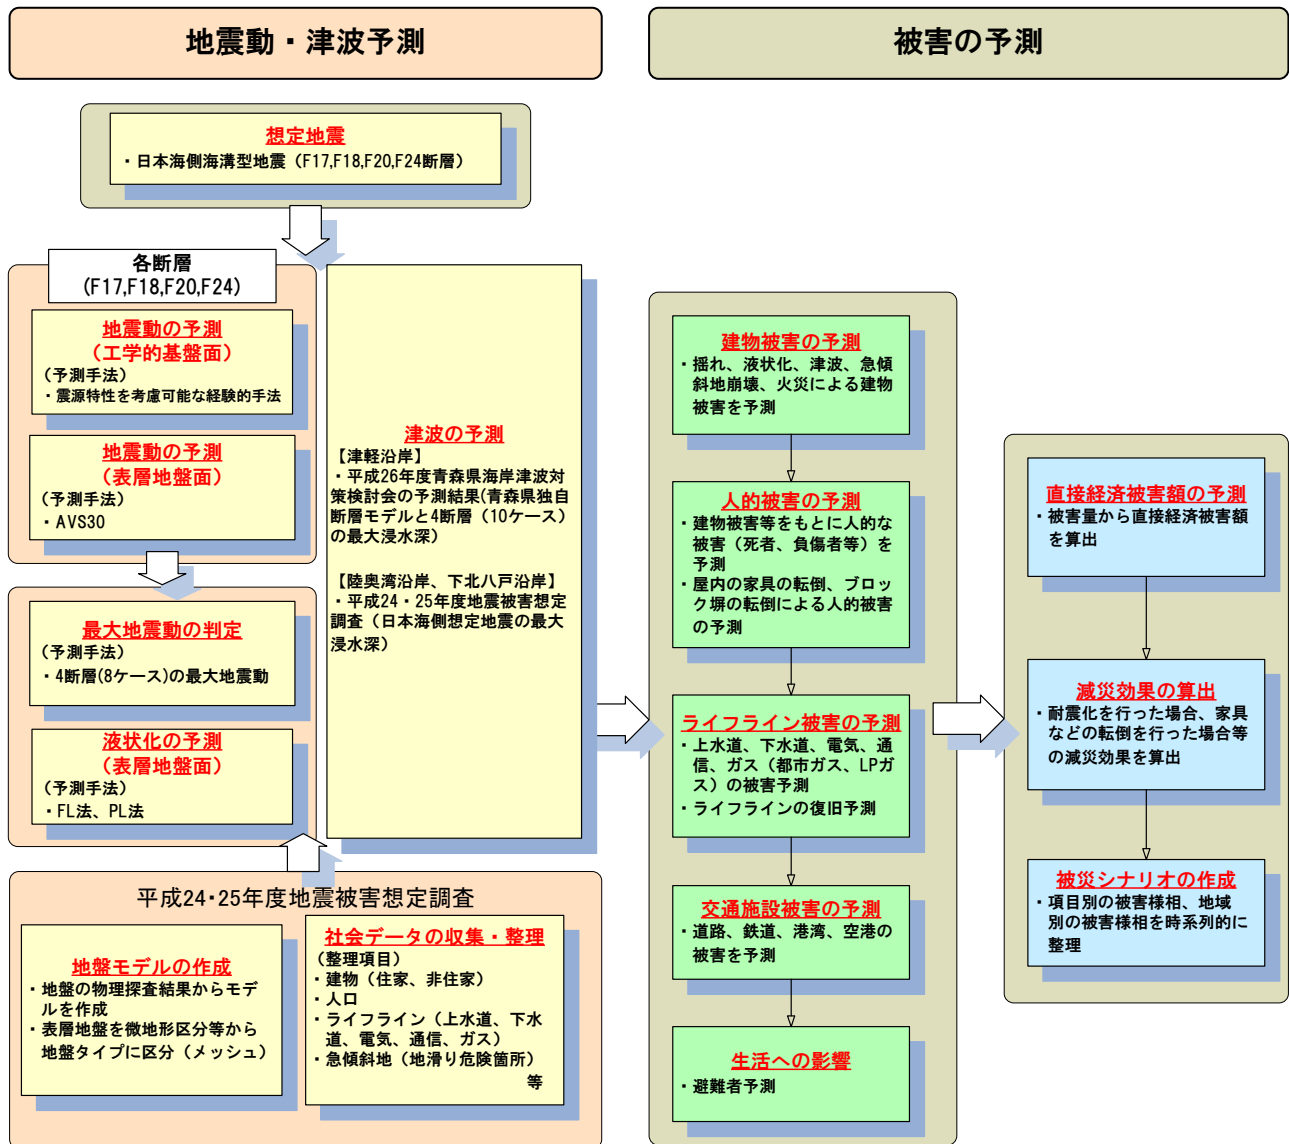 地震動・津波予測
被害の予測
想定地震
・日本海側海溝型地震（F17,F18,F20,F24断層）
各断層
(F17,F18,F20,F24)
地震動の予測
（工学的基盤面）
（予測手法）
・震源特性を考慮可能な経験的手法
地震動の予測
（表層地盤面）
（予測手法）
・AVS30
最大地震動の判定
（予測手法）
・4断層(8ケース)の最大地震動
液状化の予測
（表層地盤面）
（予測手法）
・FL法、PL法
津波の予測
【津軽沿岸】
・平成26年度青森県海岸津波対
策検討会の予測結果(青森県独自
断層モデルと4断層（10ケース）
の最大浸水深）
【陸奥湾沿岸、下北八戸沿岸】
・平成24・25年度地震被害想定
調査（日本海側想定地震の最大
浸水深）
平成24・25年度地震被害想定調査
地盤モデルの作成
・地盤の物理探査結果からモデ
ルを作成
・表層地盤を微地形区分等から
地盤タイプに区分（メッシュ）
社会データの収集・整理
（整理項目）
・建物（住家、非住家）
・人口
・ライフライン（上水道、下水
道、電気、通信、ガス）
・急傾斜地（地滑り危険箇所）
等
建物被害の予測
・揺れ、液状化、津波、急傾
斜地崩壊、火災による建物
被害を予測
人的被害の予測
・建物被害等をもとに人的な
被害（死者、負傷者等）を
予測
・屋内の家具の転倒、ブロッ
ク塀の転倒による人的被害
の予測
ライフライン被害の予測
・上水道、下水道、電気、通
信、ガス（都市ガス、LPガ
ス）の被害予測
・ライフラインの復旧予測
交通施設被害の予測
・道路、鉄道、港湾、空港の
被害を予測
生活への影響
・避難者予測
直接経済被害額の予測
・被害量から直接経済被害額
を算出
減災効果の算出
・耐震化を行った場合、家具
などの転倒を行った場合等
の減災効果を算出
被災シナリオの作成
・項目別の被害様相、地域
別の被害様相を時系列的に
整理